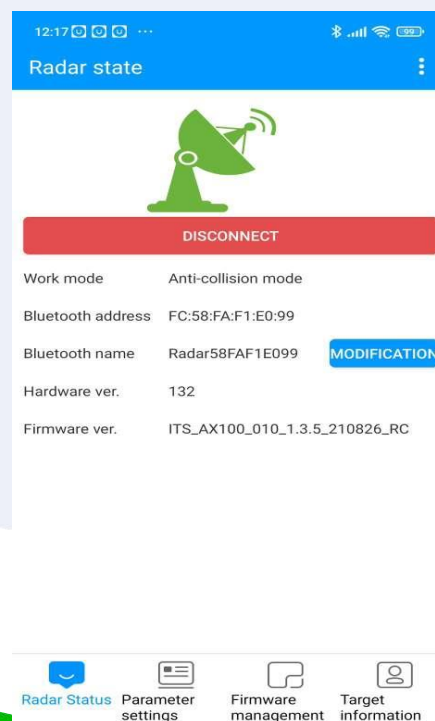 12:17 ...
99
Radar state
DISCONNECT
Work mode Anti-collision mode
Bluetooth address FC:58:FA:F1:E0:99
Bluetooth name Radar58FAF1E099 MODIFICATION
Hardware ver. 132
Firmware ver. ITS_AX100_010_1.3.5_210826_RC
Radar Status
Parameter
settings
Firmware
management
Target
information